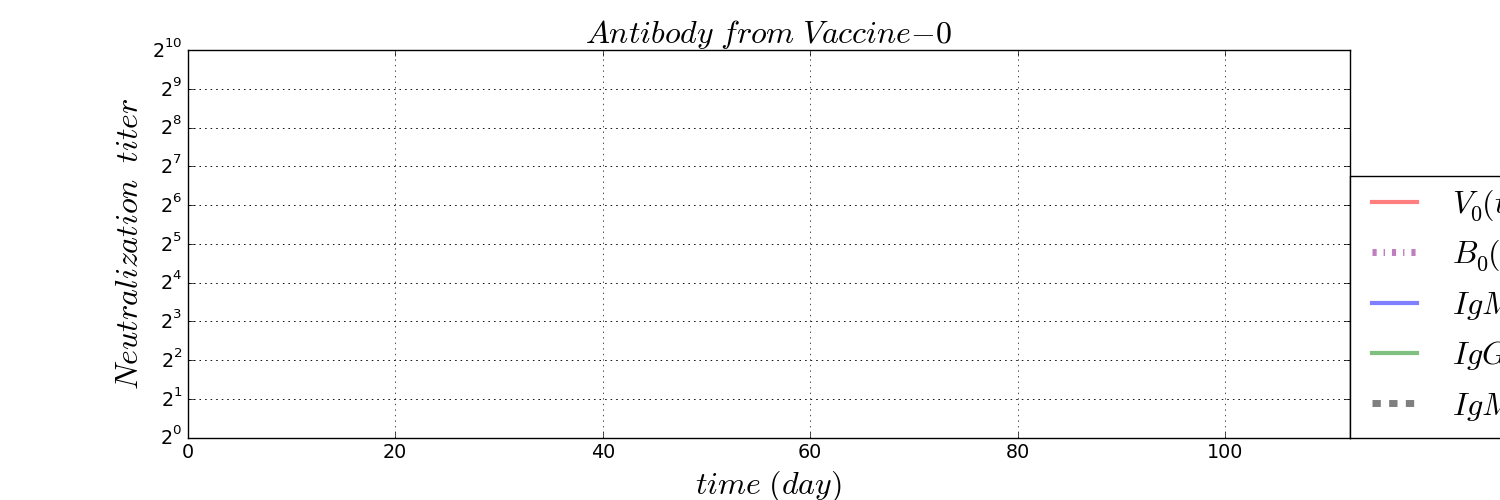 Antibody from Vaccine−0
Neutralization titer
2^10
2^9
2^8
2^7
2^6
2^5
2^4
2^3
2^2
2^1
2^0
0 20 40 60 80 100
time (day)
V_0(t
B_0(
IgM
IgG
IgM